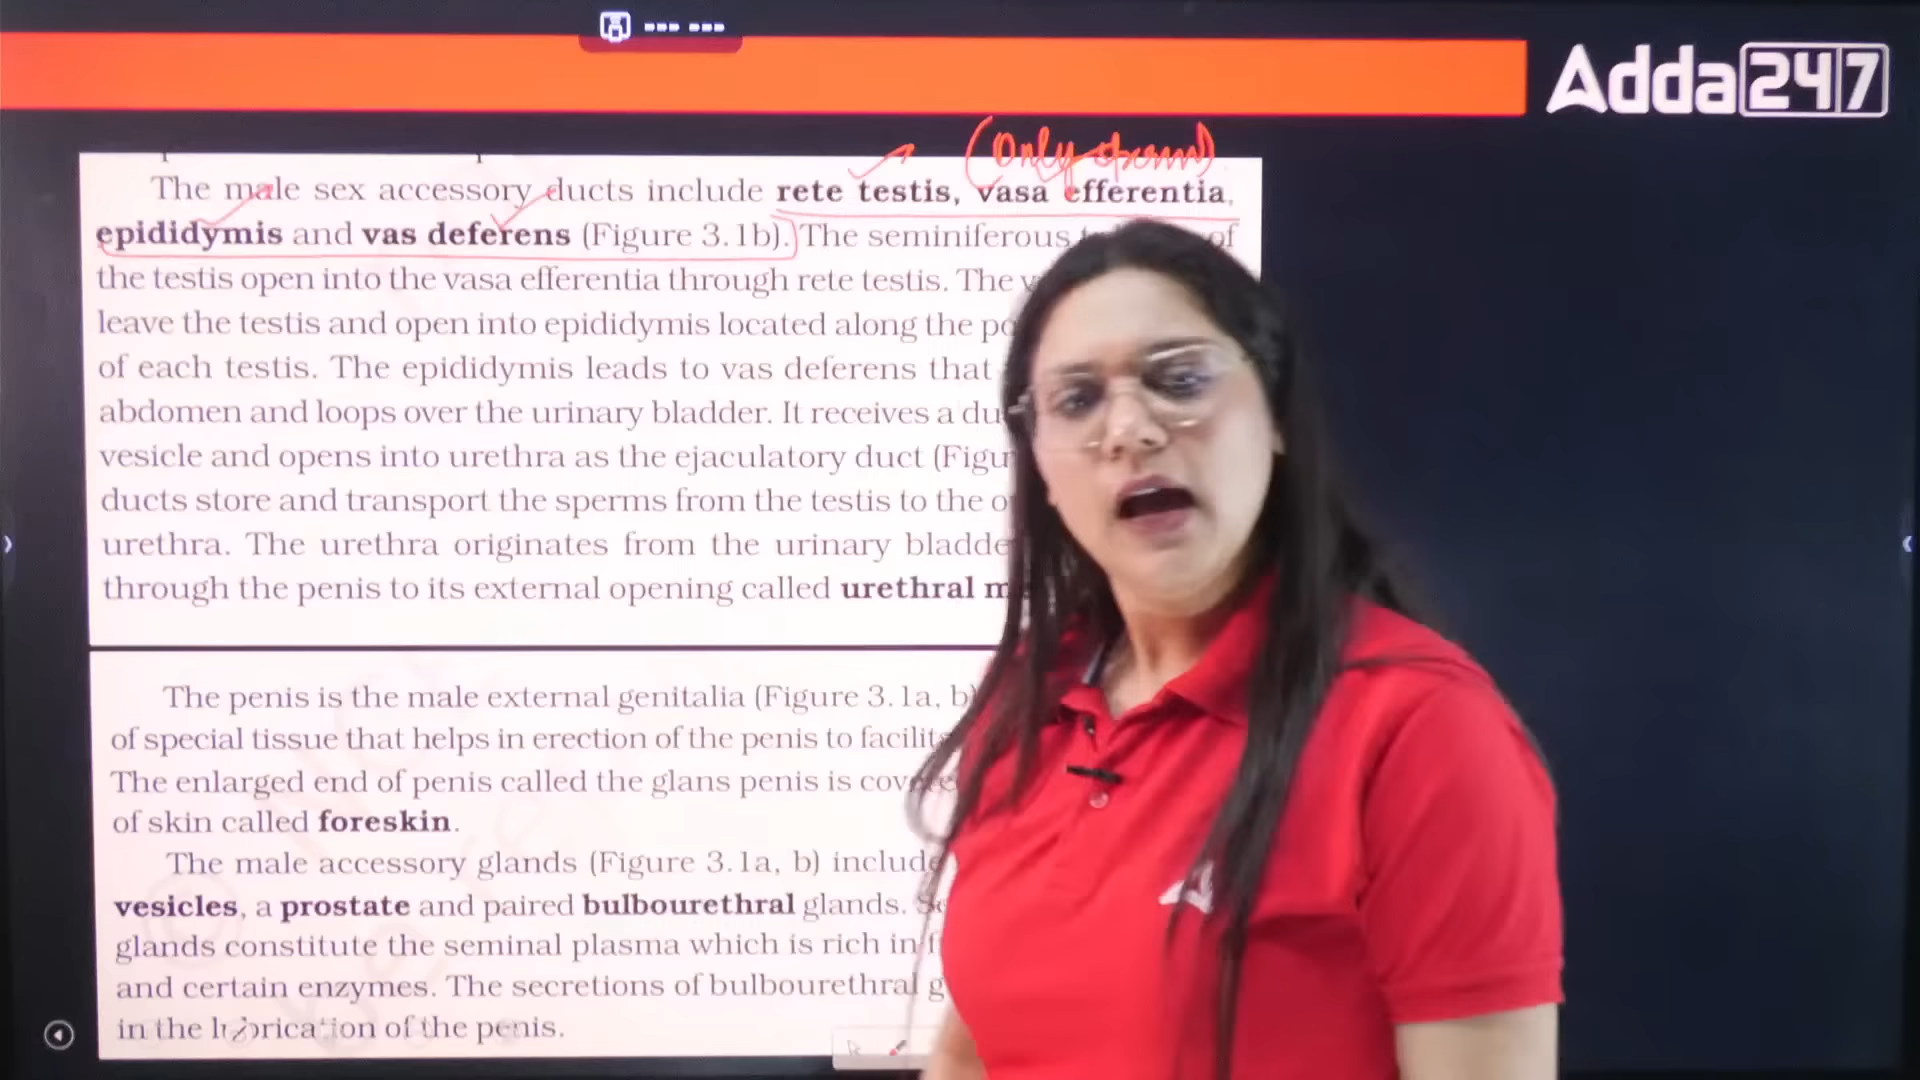 Adda247
(Only sperm)
The male sex accessory ducts include rete testis, vasa efferentia,
epididymis and vas deferens (Figure 3.1b). The seminiferous of
the testis open into the vasa efferentia through rete testis. The
leave the testis and open into epididymis located along the
of each testis. The epididymis leads to vas deferens that
abdomen and loops over the urinary bladder. It receives a
vesicle and opens into urethra as the ejaculatory duct
ducts store and transport the sperms from the testis to the
urethra. The urethra originates from the urinary
through the penis to its external opening called urethral
The penis is the male external genitalia (Figure 3.1a, b)
of special tissue that helps in erection of the penis to
The enlarged end of penis called the glans penis is
of skin called foreskin.
The male accessory glands (Figure 3.1a, b) include
vesicles, a prostate and paired bulbourethral glands.
glands constitute the seminal plasma which is rich in
and certain enzymes. The secretions of bulbourethral
in the lubrication of the penis.